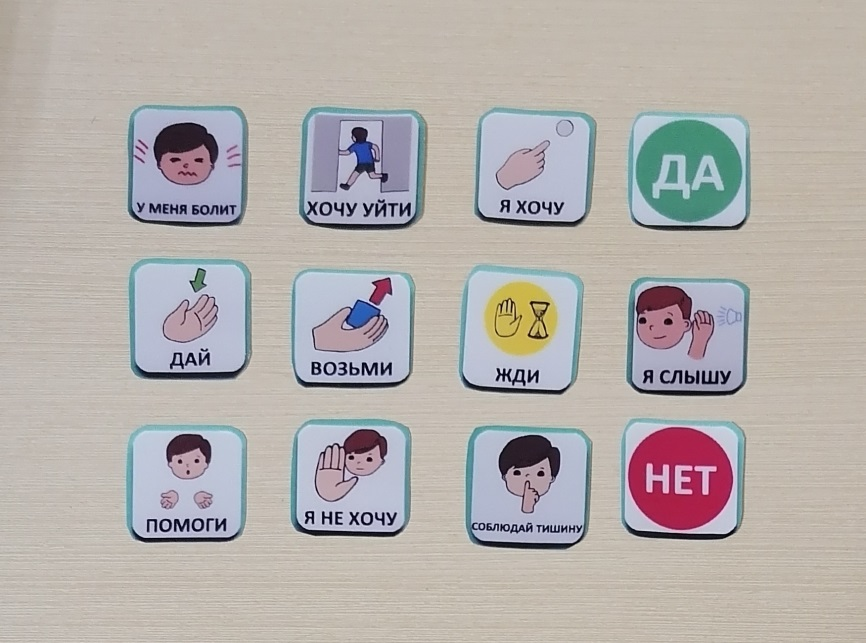 У МЕНЯ БОЛИТ
ХОЧУ УЙТИ
Я ХОЧУ
ДА
ДАЙ
ВОЗЬМИ
ЖДИ
Я СЛЫШУ
ПОМОГИ
Я НЕ ХОЧУ
СОБЛЮДАЙ ТИШИНУ
НЕТ